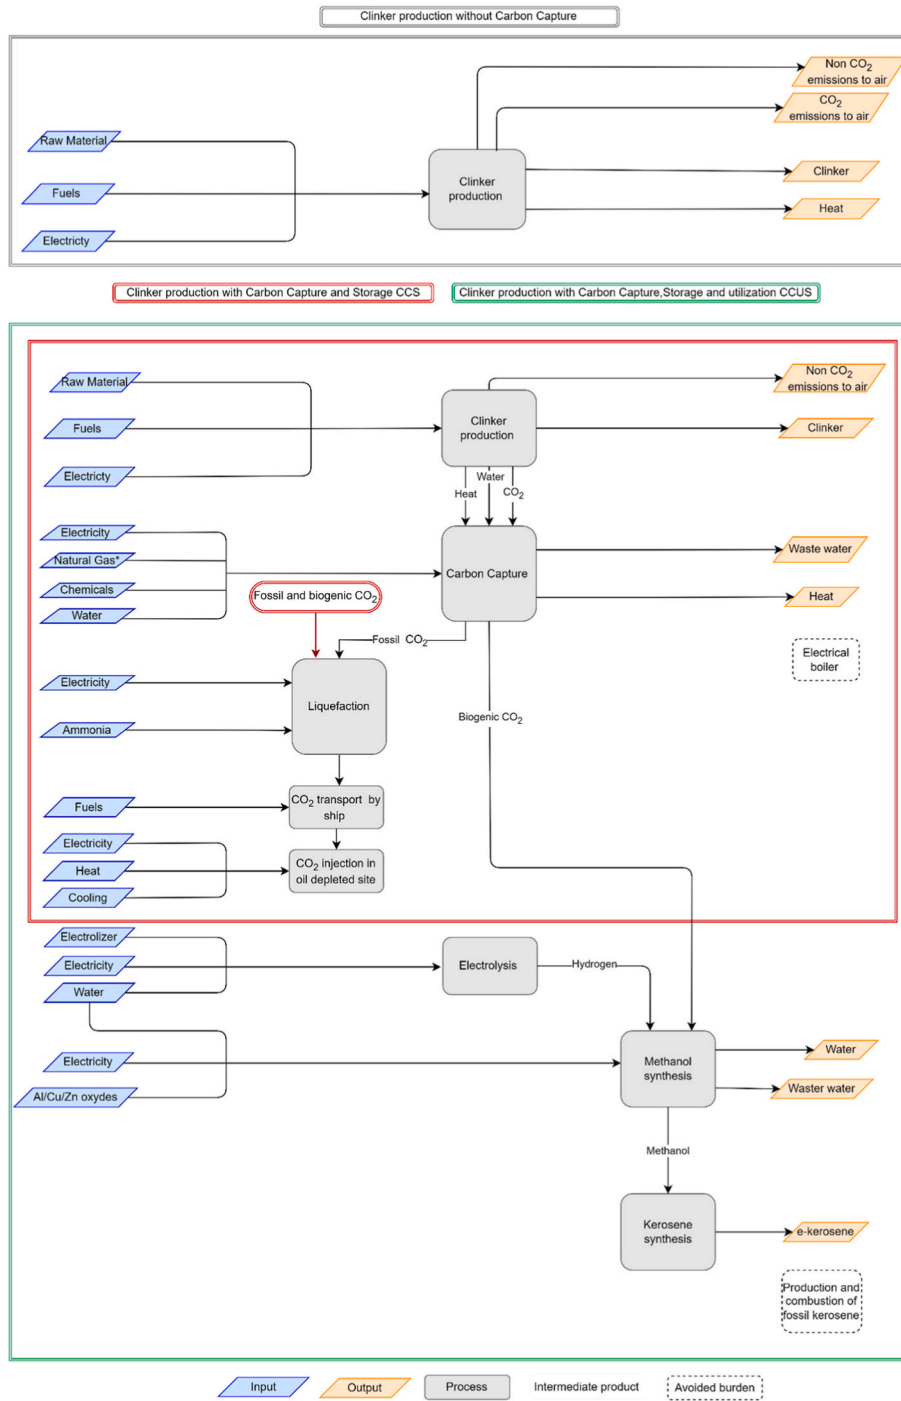 Clinker production without Carbon Capture
Non CO2
emissions to air
CO2
emissions to air
Raw Material
Clinker
production
Clinker
Fuels
Heat
Electricty
Clinker production with Carbon Capture and Storage CCS
Clinker production with Carbon Capture,Storage and utilization CCUS
Raw Material
Non CO2
emissions to air
Fuels
Clinker
production
Clinker
Electricty
Heat
Water
CO2
Electricity
Natural Gas*
Chemicals
Water
Carbon Capture
Waste water
Heat
Fossil and biogenic CO2
Fossil CO2
Electrical
boiler
Electricity
Liquefaction
Ammonia
Biogenic CO2
Fuels
CO2 transport by
ship
Electricity
Heat
Cooling
CO2 injection in
oil depleted site
Electrolizer
Electricity
Water
Electrolysis
Hydrogen
Electricity
Al/Cu/Zn oxydes
Methanol
synthesis
Water
Waster water
Methanol
Kerosene
synthesis
e-kerosene
Production and
combustion of
fossil kerosene
Input
Output
Process
Intermediate product
Avoided burden